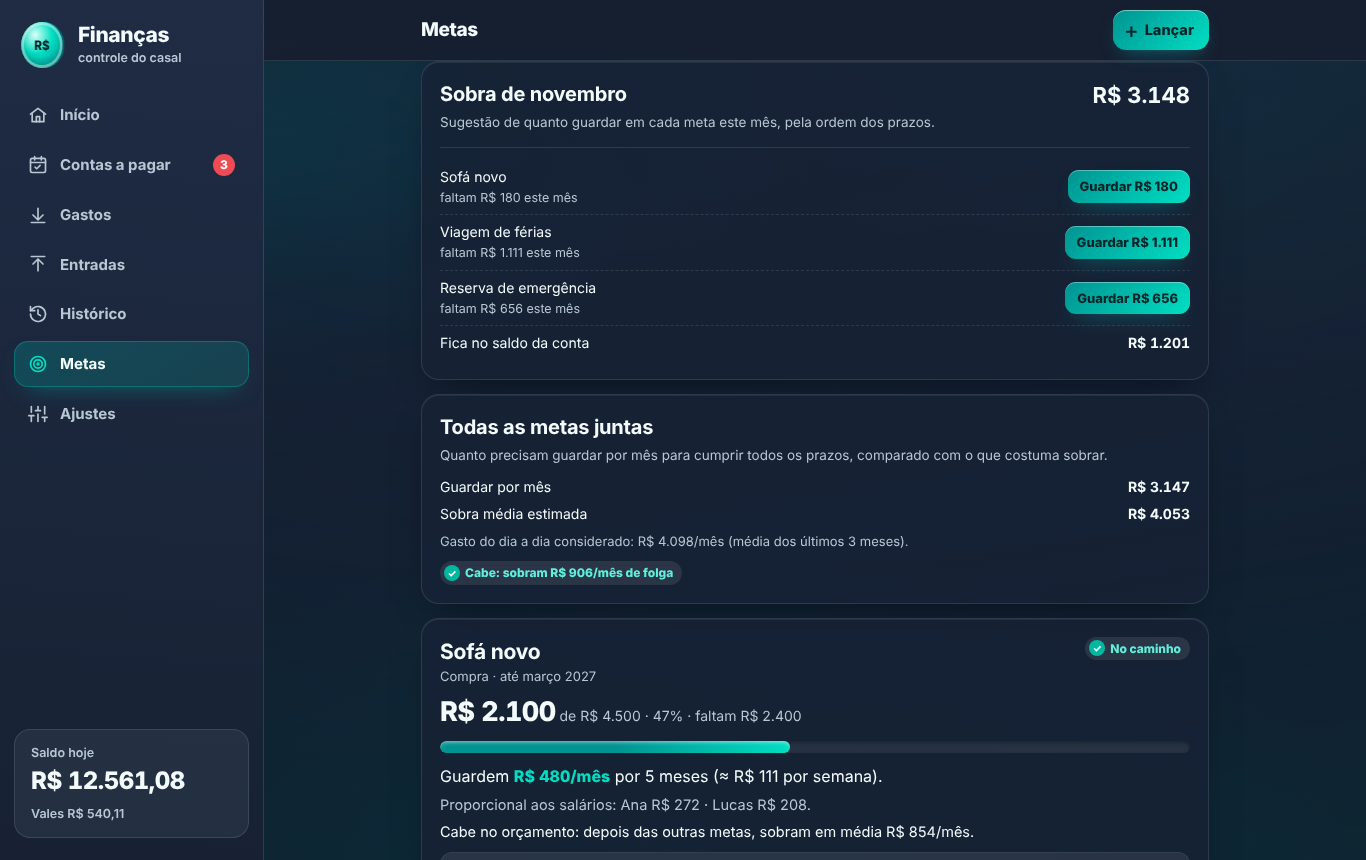 R$
Finanças
controle do casal
Início
Contas a pagar
3
Gastos
Entradas
Histórico
Metas
Ajustes
Saldo hoje
R$ 12.561,08
Vales R$ 540,11
Metas
+ Lançar
Sobra de novembro
R$ 3.148
Sugestão de quanto guardar em cada meta este mês, pela ordem dos prazos.
Sofá novo
faltam R$ 180 este mês
Guardar R$ 180
Viagem de férias
faltam R$ 1.111 este mês
Guardar R$ 1.111
Reserva de emergência
faltam R$ 656 este mês
Guardar R$ 656
Fica no saldo da conta
R$ 1.201
Todas as metas juntas
Quanto precisam guardar por mês para cumprir todos os prazos, comparado com o que costuma sobrar.
Guardar por mês
R$ 3.147
Sobra média estimada
R$ 4.053
Gasto do dia a dia considerado: R$ 4.098/mês (média dos últimos 3 meses).
Cabe: sobram R$ 906/mês de folga
Sofá novo
No caminho
Compra · até março 2027
R$ 2.100 de R$ 4.500 · 47% · faltam R$ 2.400
Guardem R$ 480/mês por 5 meses (≈ R$ 111 por semana).
Proporcional aos salários: Ana R$ 272 · Lucas R$ 208.
Cabe no orçamento: depois das outras metas, sobram em média R$ 854/mês.